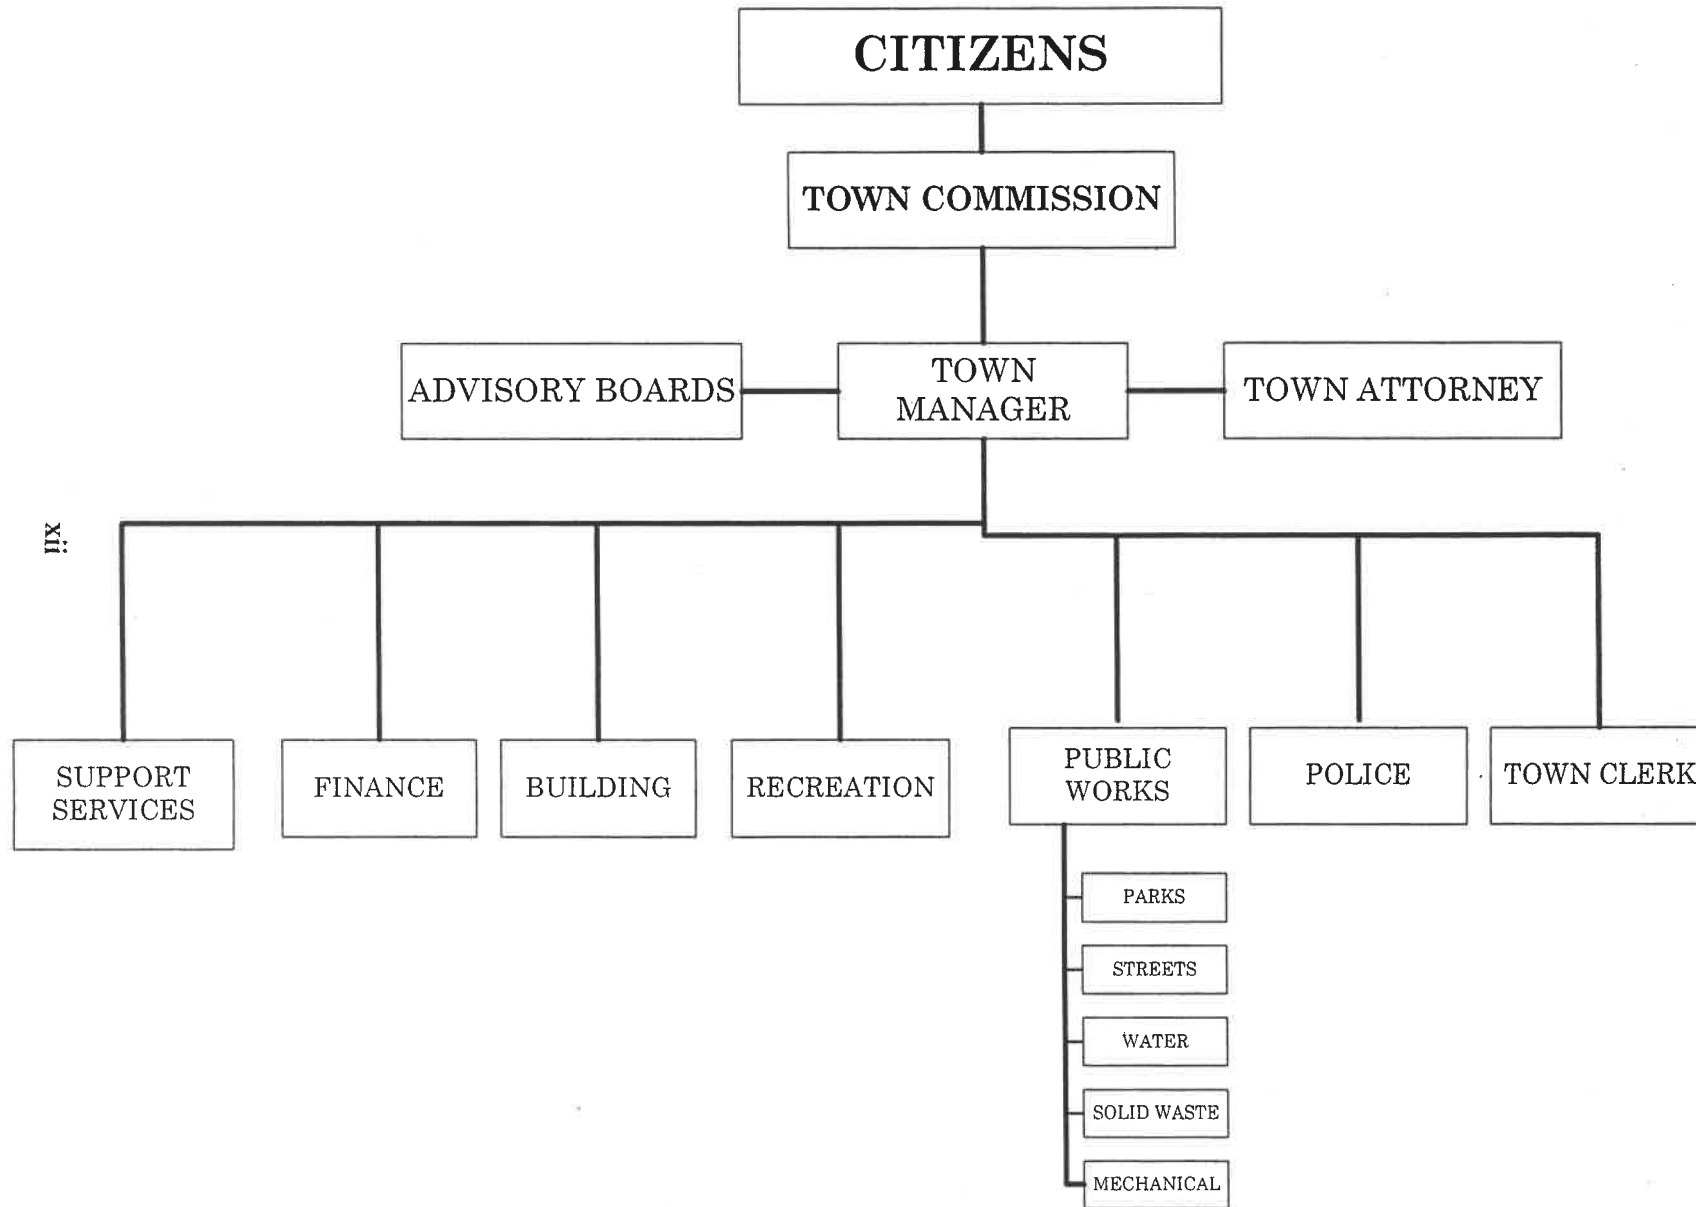 CITIZENS
TOWN COMMISSION
ADVISORY BOARDS
TOWN
MANAGER
TOWN ATTORNEY
xii
SUPPORT
SERVICES
FINANCE
BUILDING
RECREATION
PUBLIC
WORKS
POLICE
TOWN CLERK
PARKS
STREETS
WATER
SOLID WASTE
MECHANICAL